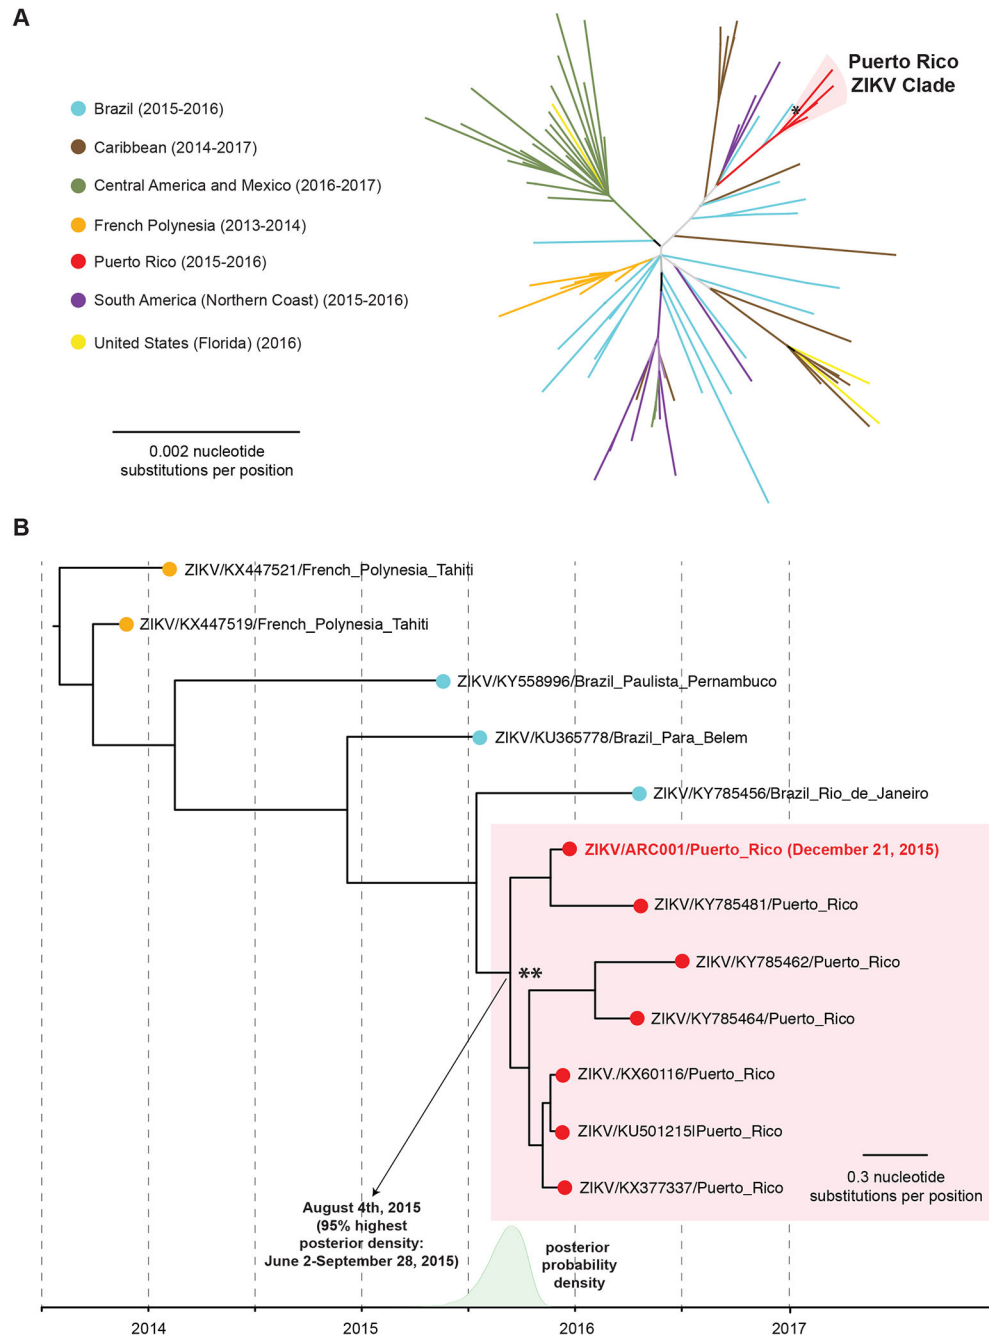 A
Puerto Rico
ZIKV Clade
*
Brazil (2015-2016)
Caribbean (2014-2017)
Central America and Mexico (2016-2017)
French Polynesia (2013-2014)
Puerto Rico (2015-2016)
South America (Northern Coast) (2015-2016)
United States (Florida) (2016)
0.002 nucleotide
substitutions per position
B
ZIKV/KX447521/French_Polynesia_Tahiti
ZIKV/KX447519/French_Polynesia_Tahiti
ZIKV/KY558996/Brazil_Paulista_Pernambuco
ZIKV/KU365778/Brazil_Para_Belem
ZIKV/KY785456/Brazil_Rio_de_Janeiro
ZIKV/ARC001/Puerto_Rico (December 21, 2015)
ZIKV/KY785481/Puerto_Rico
ZIKV/KY785462/Puerto_Rico
**
ZIKV/KY785464/Puerto_Rico
ZIKV./KX60116/Puerto_Rico
ZIKV/KU501215|Puerto_Rico
ZIKV/KX377337/Puerto_Rico
0.3 nucleotide
substitutions per position
August 4th, 2015
(95% highest
posterior density:
June 2-September 28, 2015)
posterior
probability
density
2014
2015
2016
2017